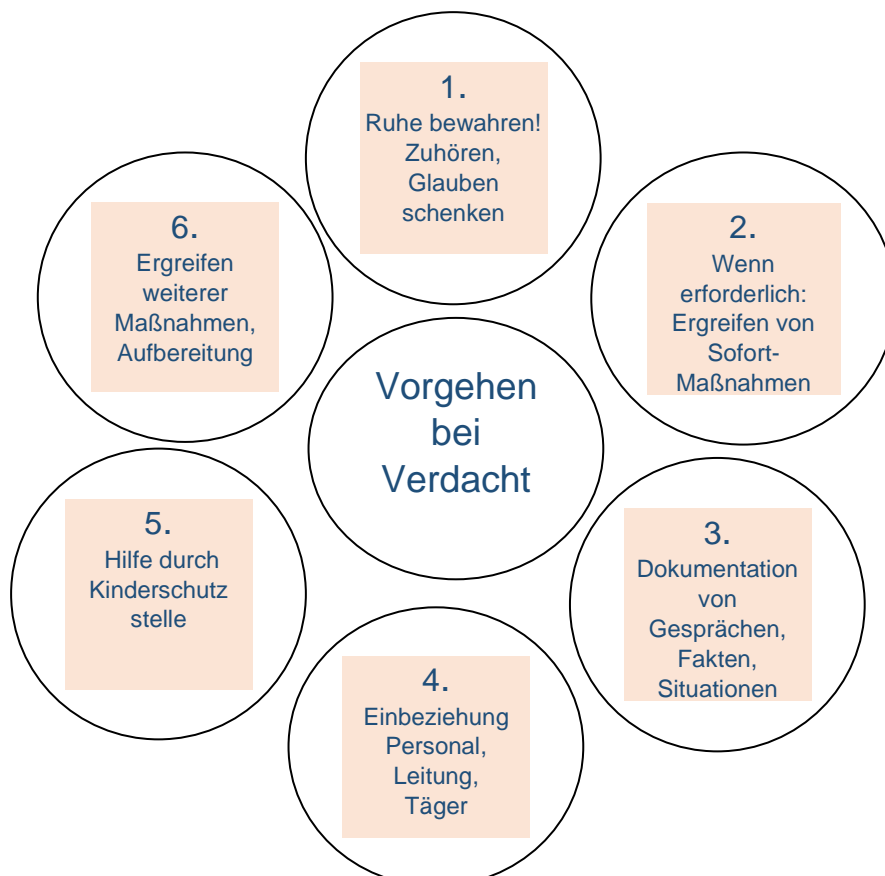 Vorgehen
bei
Verdacht
1.
Ruhe bewahren!
Zuhören,
Glauben
schenken
2.
Wenn
erforderlich:
Ergreifen von
Sofort-
Maßnahmen
3.
Dokumentation
von
Gesprächen,
Fakten,
Situationen
4.
Einbeziehung
Personal,
Leitung,
Täger
5.
Hilfe durch
Kinderschutz
stelle
6.
Ergreifen
weiterer
Maßnahmen,
Aufbereitung